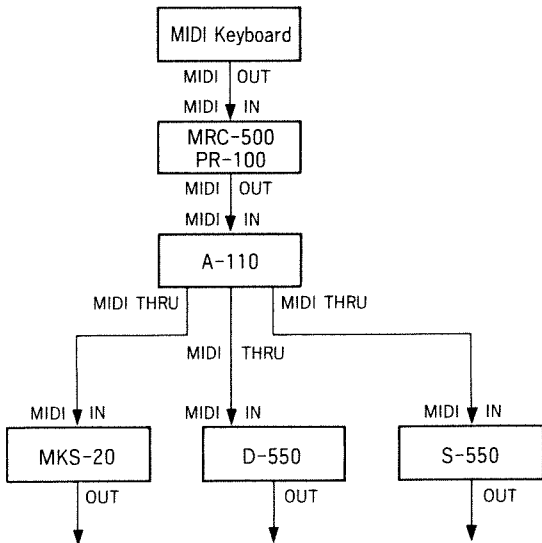 MIDI Keyboard
MIDI OUT
MIDI IN
MRC-500
PR-100
MIDI OUT
MIDI IN
A-110
MIDI THRU
MIDI THRU
MIDI THRU
MIDI IN
MIDI IN
MIDI IN
MKS-20
D-550
S-550
OUT
OUT
OUT